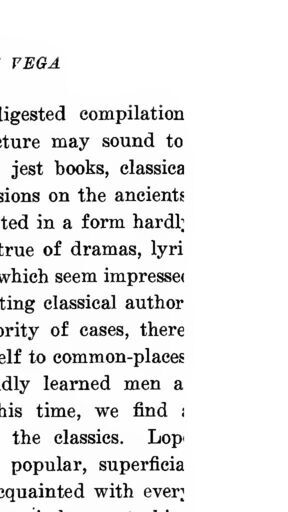 VEGA
ligested compilation
cture may sound to
jest books, classica
sions on the ancients
ted in a form hardly
true of dramas, lyri
which seem impressed
ting classical author
ority of cases, there
elf to common-places
dly learned men a
his time, we find
the classics. Lop
popular, superficia
cquainted with every